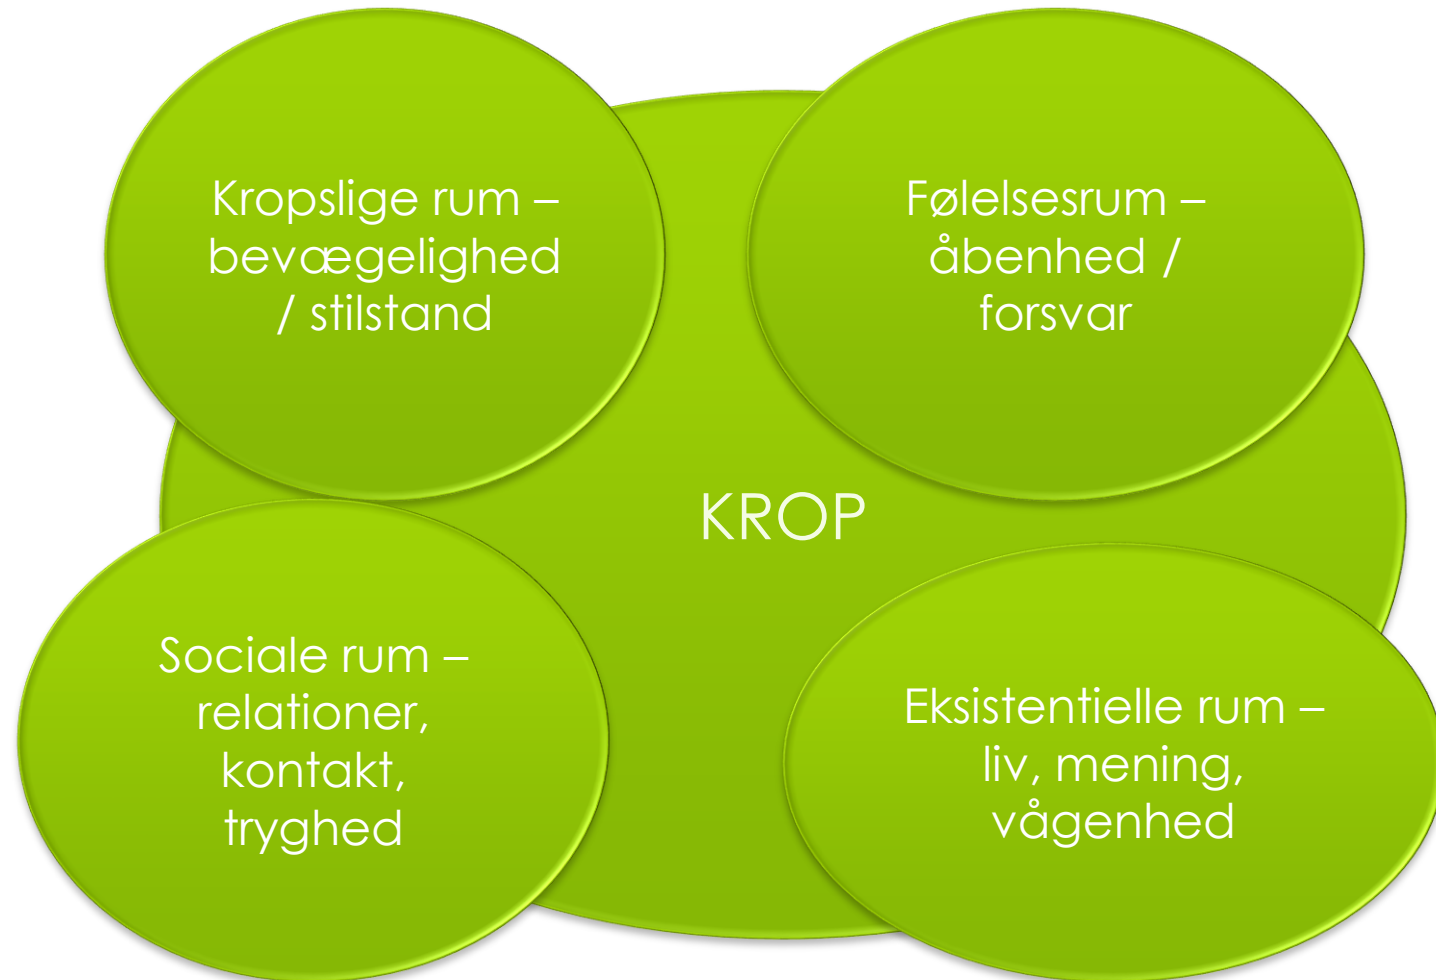 Kropslige rum –
bevægelighed
/ stilstand
Følelsesrum –
åbenhed /
forsvar
KROP
Sociale rum –
relationer,
kontakt,
tryghed
Eksistentielle rum –
liv, mening,
vågenhed